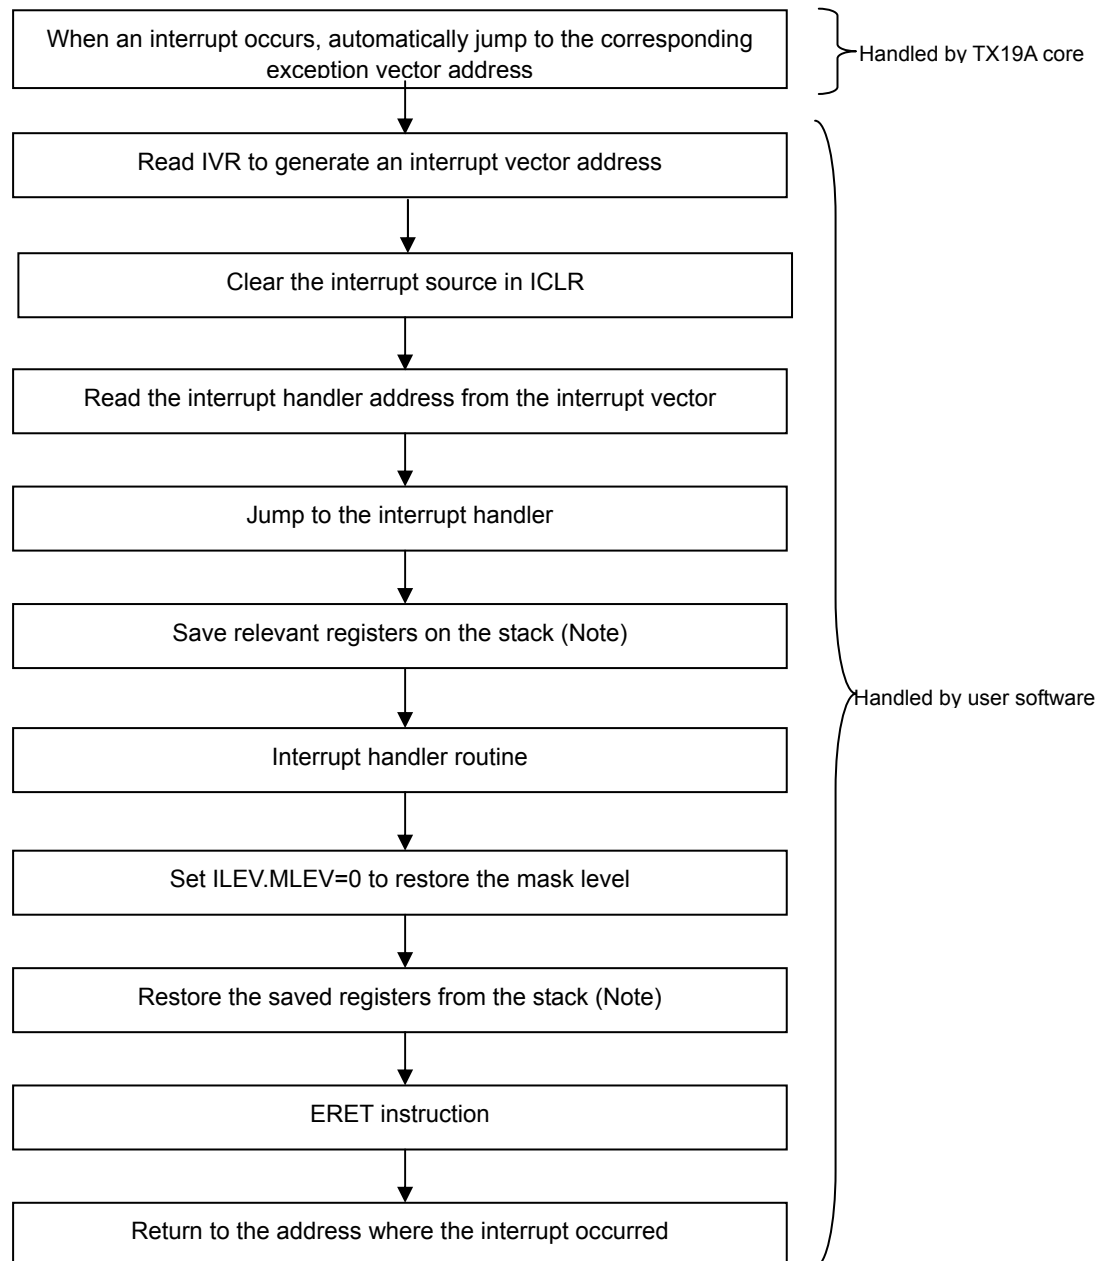 When an interrupt occurs, automatically jump to the corresponding
exception vector address
Handled by TX19A core
Read IVR to generate an interrupt vector address
Clear the interrupt source in ICLR
Read the interrupt handler address from the interrupt vector
Jump to the interrupt handler
Save relevant registers on the stack (Note)
Handled by user software
Interrupt handler routine
Set ILEV.MLEV=0 to restore the mask level
Restore the saved registers from the stack (Note)
ERET instruction
Return to the address where the interrupt occurred